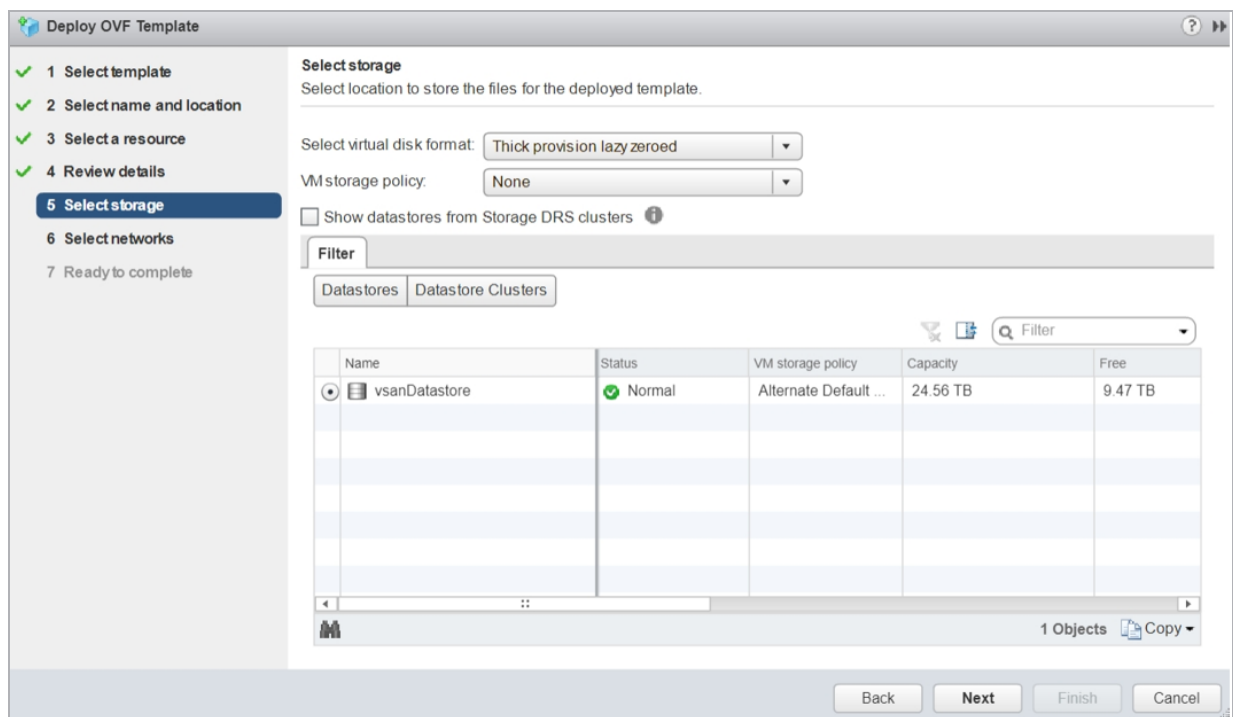 Deploy OVF Template
?
1 Select template
2 Select name and location
3 Select a resource
4 Review details
5 Select storage
6 Select networks
7 Ready to complete
Select storage
Select location to store the files for the deployed template.
Select virtual disk format: Thick provision lazy zeroed
VM storage policy: None
Show datastores from Storage DRS clusters
Filter
Datastores Datastore Clusters
Filter
Name Status VM storage policy Capacity Free
vsanDatastore Normal Alternate Default ... 24.56 TB 9.47 TB
1 Objects Copy
Back Next Finish Cancel